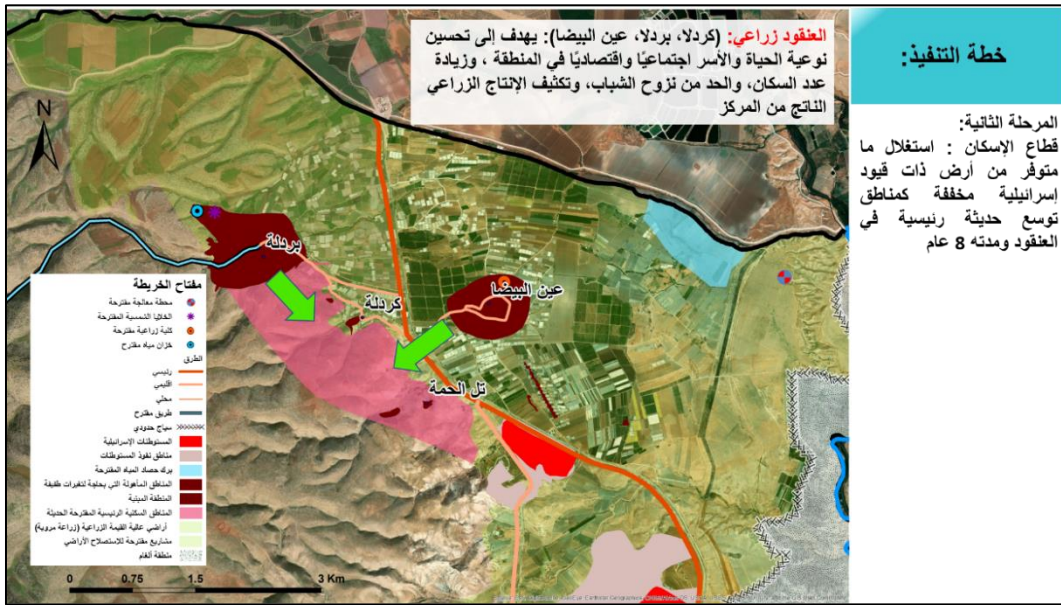 خطة التنفيذ:
المرحلة الثانية:
قطاع الإسكان : استغلال ما
متوفر من أرض ذات قيود
إسرائيلية مخففة كمناطق
توسع حديثة رئيسية في
العنقود ومدته 8 عام
العنقود زراعي: (كردلا، بردلا، عين البيضا): يهدف إلى تحسين
نوعية الحياة والأسر اجتماعيًا واقتصاديًا في المنطقة ، وزيادة
عدد السكان، والحد من نزوح الشباب، وتكثيف الإنتاج الزراعي
الناتج من المركز
N
بردلة
كردلة
عين البيضا
تل الحمة
مفتاح الخريطة
محطة معالجة مقترحة
الخلايا الشمسية المقترحة
كلية زراعية مقترحة
خزان مياه مقترح
الطرق
رئيسي
اقليمي
محلي
طريق مقترح
سياج حدودي
المستوطنات الإسرائيلية
مناطق نفوذ المستوطنات
برك حصاد المياه المقترحة
المناطق المأهولة التي بحاجة لتغيرات طفيفة
المنطقة المبنية
المناطق السكنية الرئيسية المقترحة الحديثة
أراضي عالية القيمة الزراعية (زراعة مروية)
مشاريع مقترحة للإستصلاح الأراضي
منطقة ألغام
0 0.75 1.5 3 Km